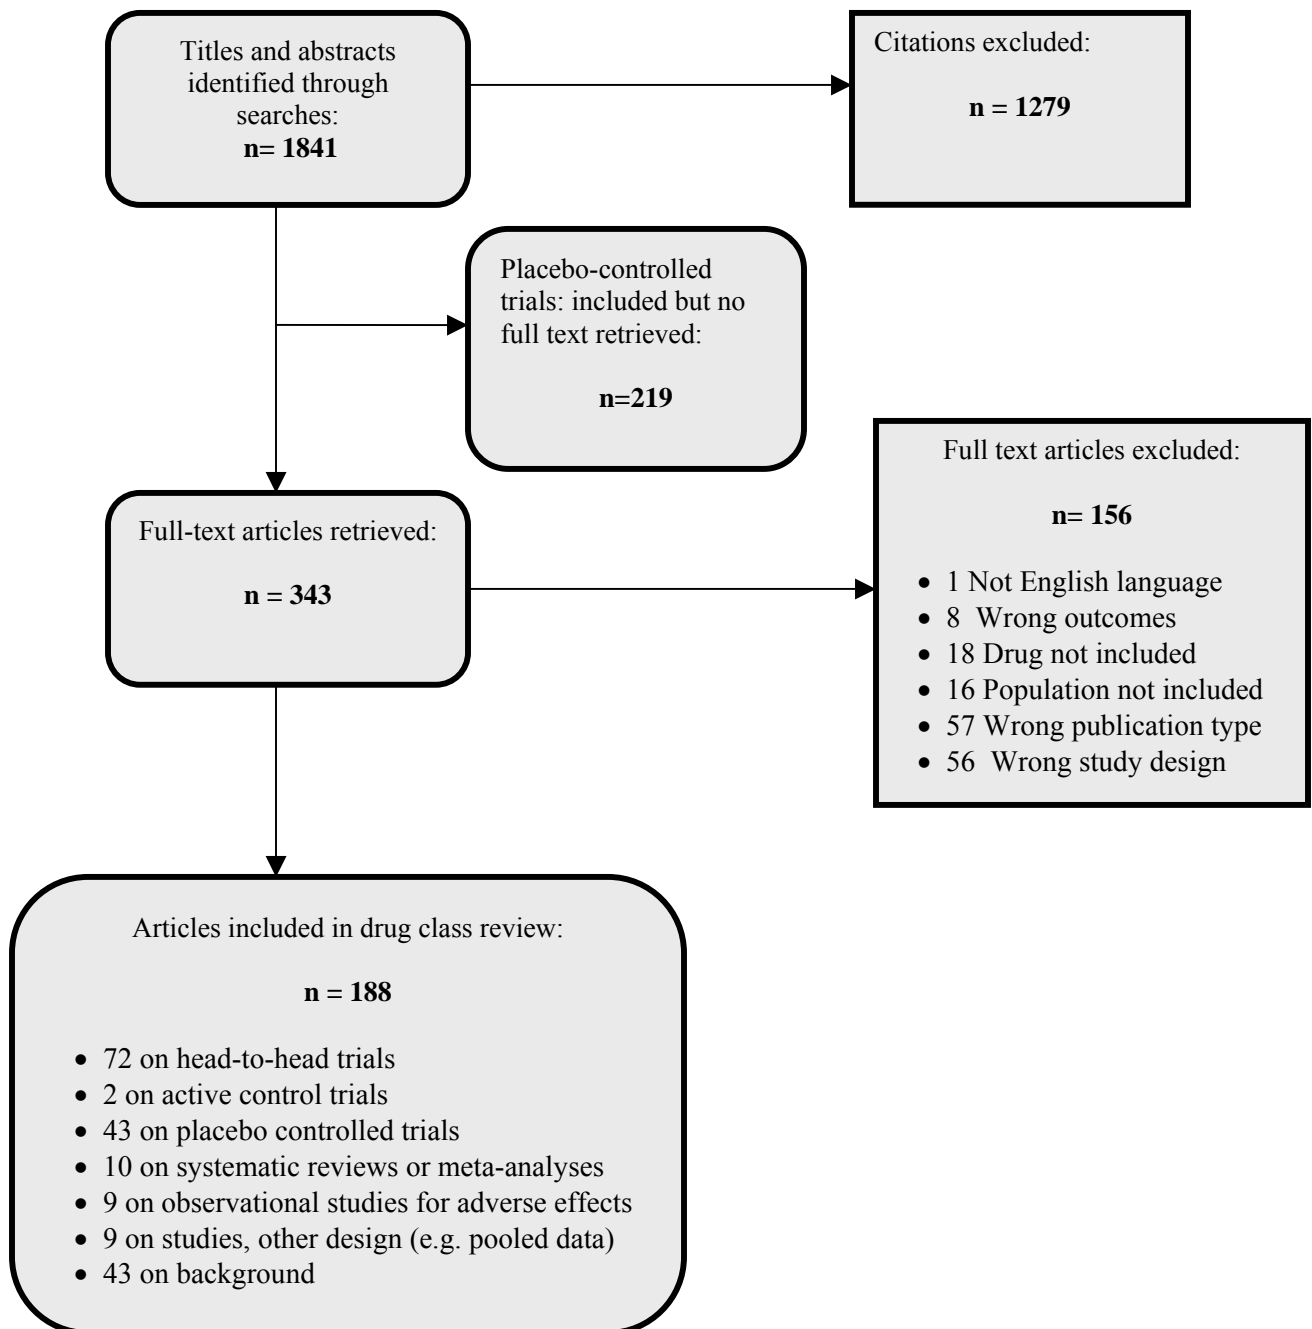 Titles and abstracts
identified through
searches:
n= 1841
Citations excluded:
n = 1279
Placebo-controlled
trials: included but no
full text retrieved:
n=219
Full-text articles retrieved:
n = 343
Full text articles excluded:
n= 156
• 1 Not English language
• 8 Wrong outcomes
• 18 Drug not included
• 16 Population not included
• 57 Wrong publication type
• 56 Wrong study design
Articles included in drug class review:
n = 188
• 72 on head-to-head trials
• 2 on active control trials
• 43 on placebo controlled trials
• 10 on systematic reviews or meta-analyses
• 9 on observational studies for adverse effects
• 9 on studies, other design (e.g. pooled data)
• 43 on background